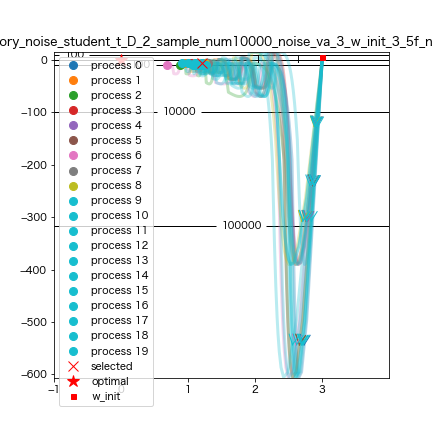 ory_noise_student_t_D_2_sample_num10000_noise_va_3_w_init_3_5f_n
100
10000
100000
0
−100
−200
−300
−400
−500
−600
0
1
2
3
process 0
process 1
process 2
process 3
process 4
process 5
process 6
process 7
process 8
process 9
process 10
process 11
process 12
process 13
process 14
process 15
process 16
process 17
process 18
process 19
selected
optimal
w_init